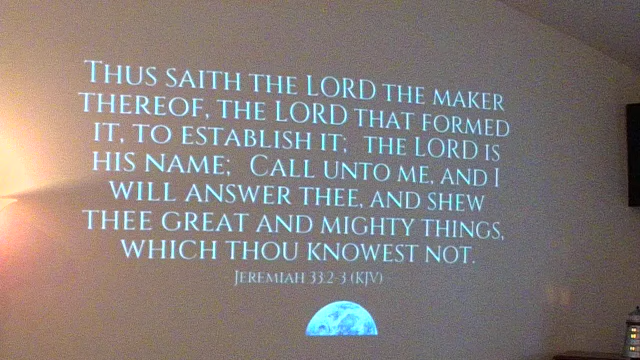 THUS SAITH THE LORD THE MAKER
THEREOF, THE LORD THAT FORMED
IT, TO ESTABLISH IT; THE LORD IS
HIS NAME; CALL UNTO ME, AND I
WILL ANSWER THEE, AND SHEW
THEE GREAT AND MIGHTY THINGS,
WHICH THOU KNOWEST NOT.
JEREMIAH 33:2-3 (KJV)